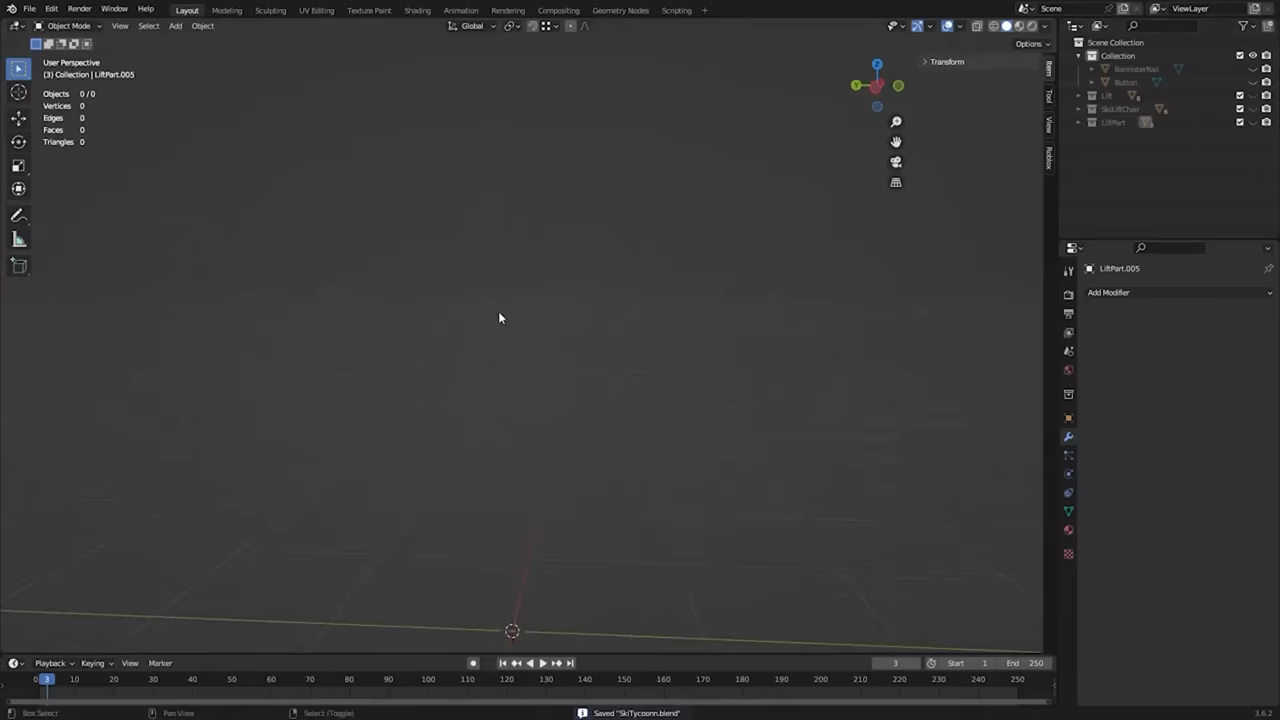 File Edit Render Window Help Layout Modeling Sculpting UV Editing Texture Paint Shading Animation Rendering Compositing Geometry Nodes Scripting + Scene ViewLayer
Object Mode View Select Add Object Global
Options
User Perspective
(3) Collection | LiftPart.005
Objects 0 / 0
Vertices 0
Edges 0
Faces 0
Triangles 0
Transform
Z
Y
Item
Tool
View
Roblox
Scene Collection
Collection
BannisterRail
Button
Lift
SkiLiftChair
LiftPart
LiftPart.005
Add Modifier
Playback Keying View Marker 3 Start 1 End 250
0 3 10 20 30 40 50 60 70 80 90 100 110 120 130 140 150 160 170 180 190 200 210 220 230 240 250
Box Select Pan View Select (Toggle) Saved "SkiTycoonn.blend" 3.6.2